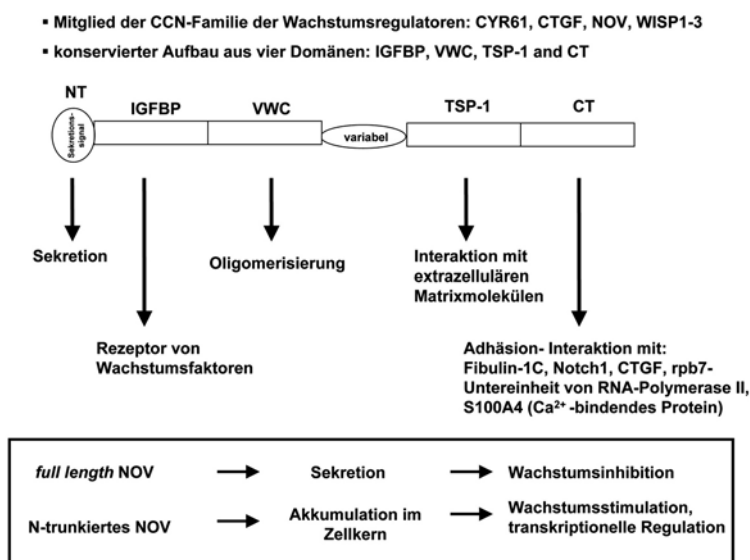 ▪ Mitglied der CCN-Familie der Wachstumsregulatoren: CYR61, CTGF, NOV, WISP1-3
▪ konservierter Aufbau aus vier Domänen: IGFBP, VWC, TSP-1 and CT
NT
IGFBP
VWC
TSP-1
CT
Sekretions-
signal
variabel
Sekretion
Oligomerisierung
Interaktion mit
extrazellulären
Matrixmolekülen
Rezeptor von
Wachstumsfaktoren
Adhäsion- Interaktion mit:
Fibulin-1C, Notch1, CTGF, rpb7-
Untereinheit von RNA-Polymerase II,
S100A4 (Ca²⁺ -bindendes Protein)
full length NOV
Sekretion
Wachstumsinhibition
N-trunkiertes NOV
Akkumulation im
Zellkern
Wachstumsstimulation,
transkriptionelle Regulation